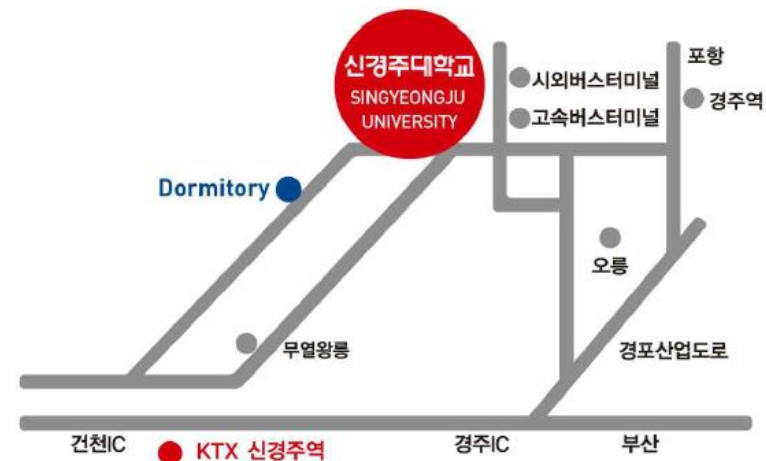 신경주대학교
SINGYEONGJU
UNIVERSITY
시외버스터미널
고속버스터미널
포항
경주역
Dormitory
오릉
무열왕릉
경포산업도로
건천IC
KTX 신경주역
경주IC
부산